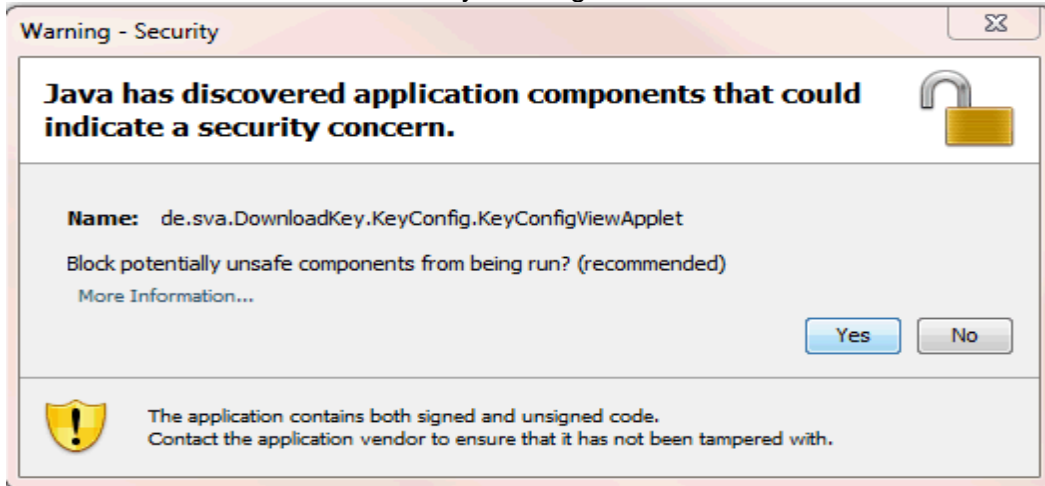 Warning - Security
Java has discovered application components that could
indicate a security concern.
Name: de.sva.DownloadKey.KeyConfig.KeyConfigViewApplet
Block potentially unsafe components from being run? (recommended)
More Information...
Yes No
The application contains both signed and unsigned code.
Contact the application vendor to ensure that it has not been tampered with.